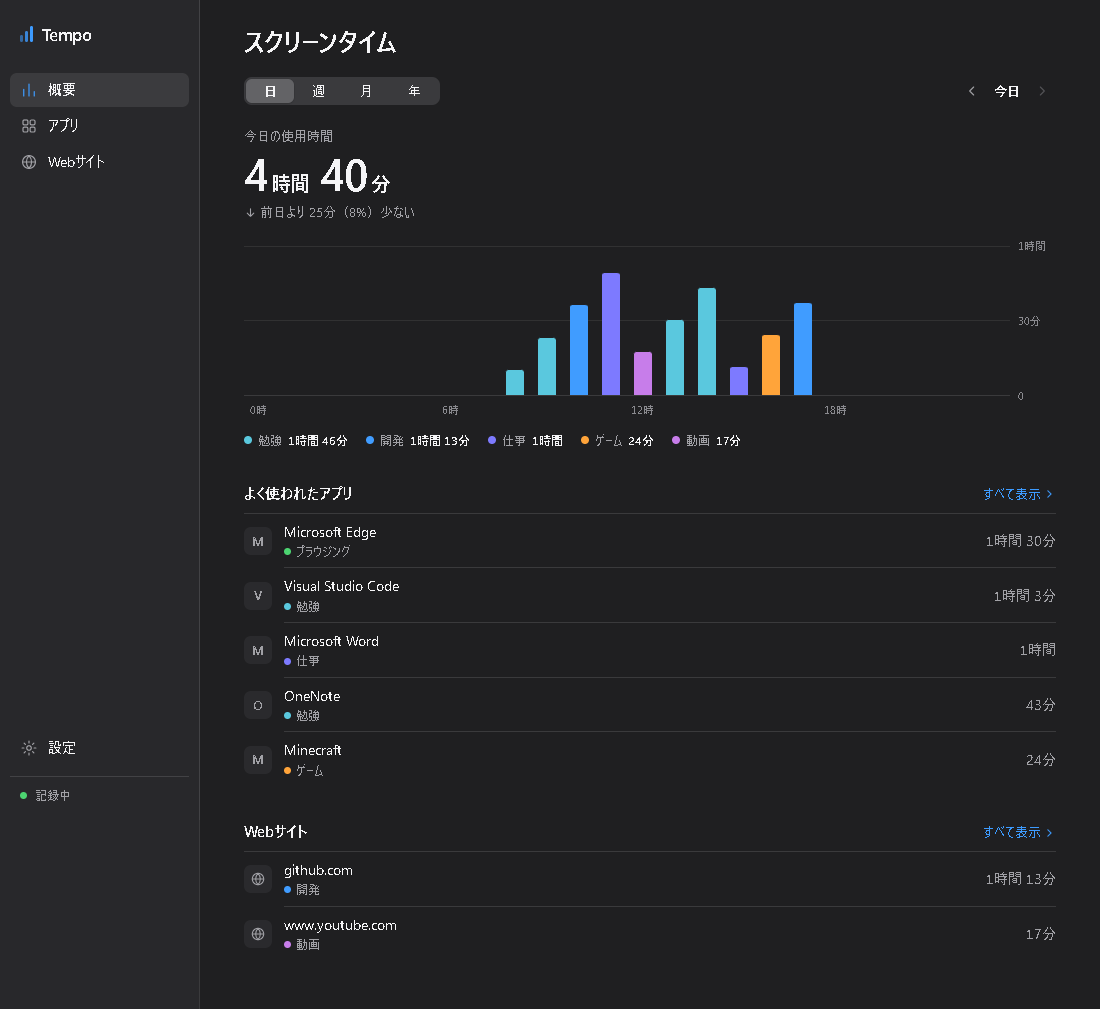 Tempo
概要
アプリ
Webサイト
設定
記録中
スクリーンタイム
日 週 月 年
今日
今日の使用時間
4時間 40分
↓ 前日より 25分（8%）少ない
1時間
30分
0
0時 6時 12時 18時
勉強 1時間 46分 開発 1時間 13分 仕事 1時間 ゲーム 24分 動画 17分
よく使われたアプリ すべて表示
M
Microsoft Edge
ブラウジング
1時間 30分
V
Visual Studio Code
勉強
1時間 3分
M
Microsoft Word
仕事
1時間
O
OneNote
勉強
43分
M
Minecraft
ゲーム
24分
Webサイト すべて表示
github.com
開発
1時間 13分
www.youtube.com
動画
17分